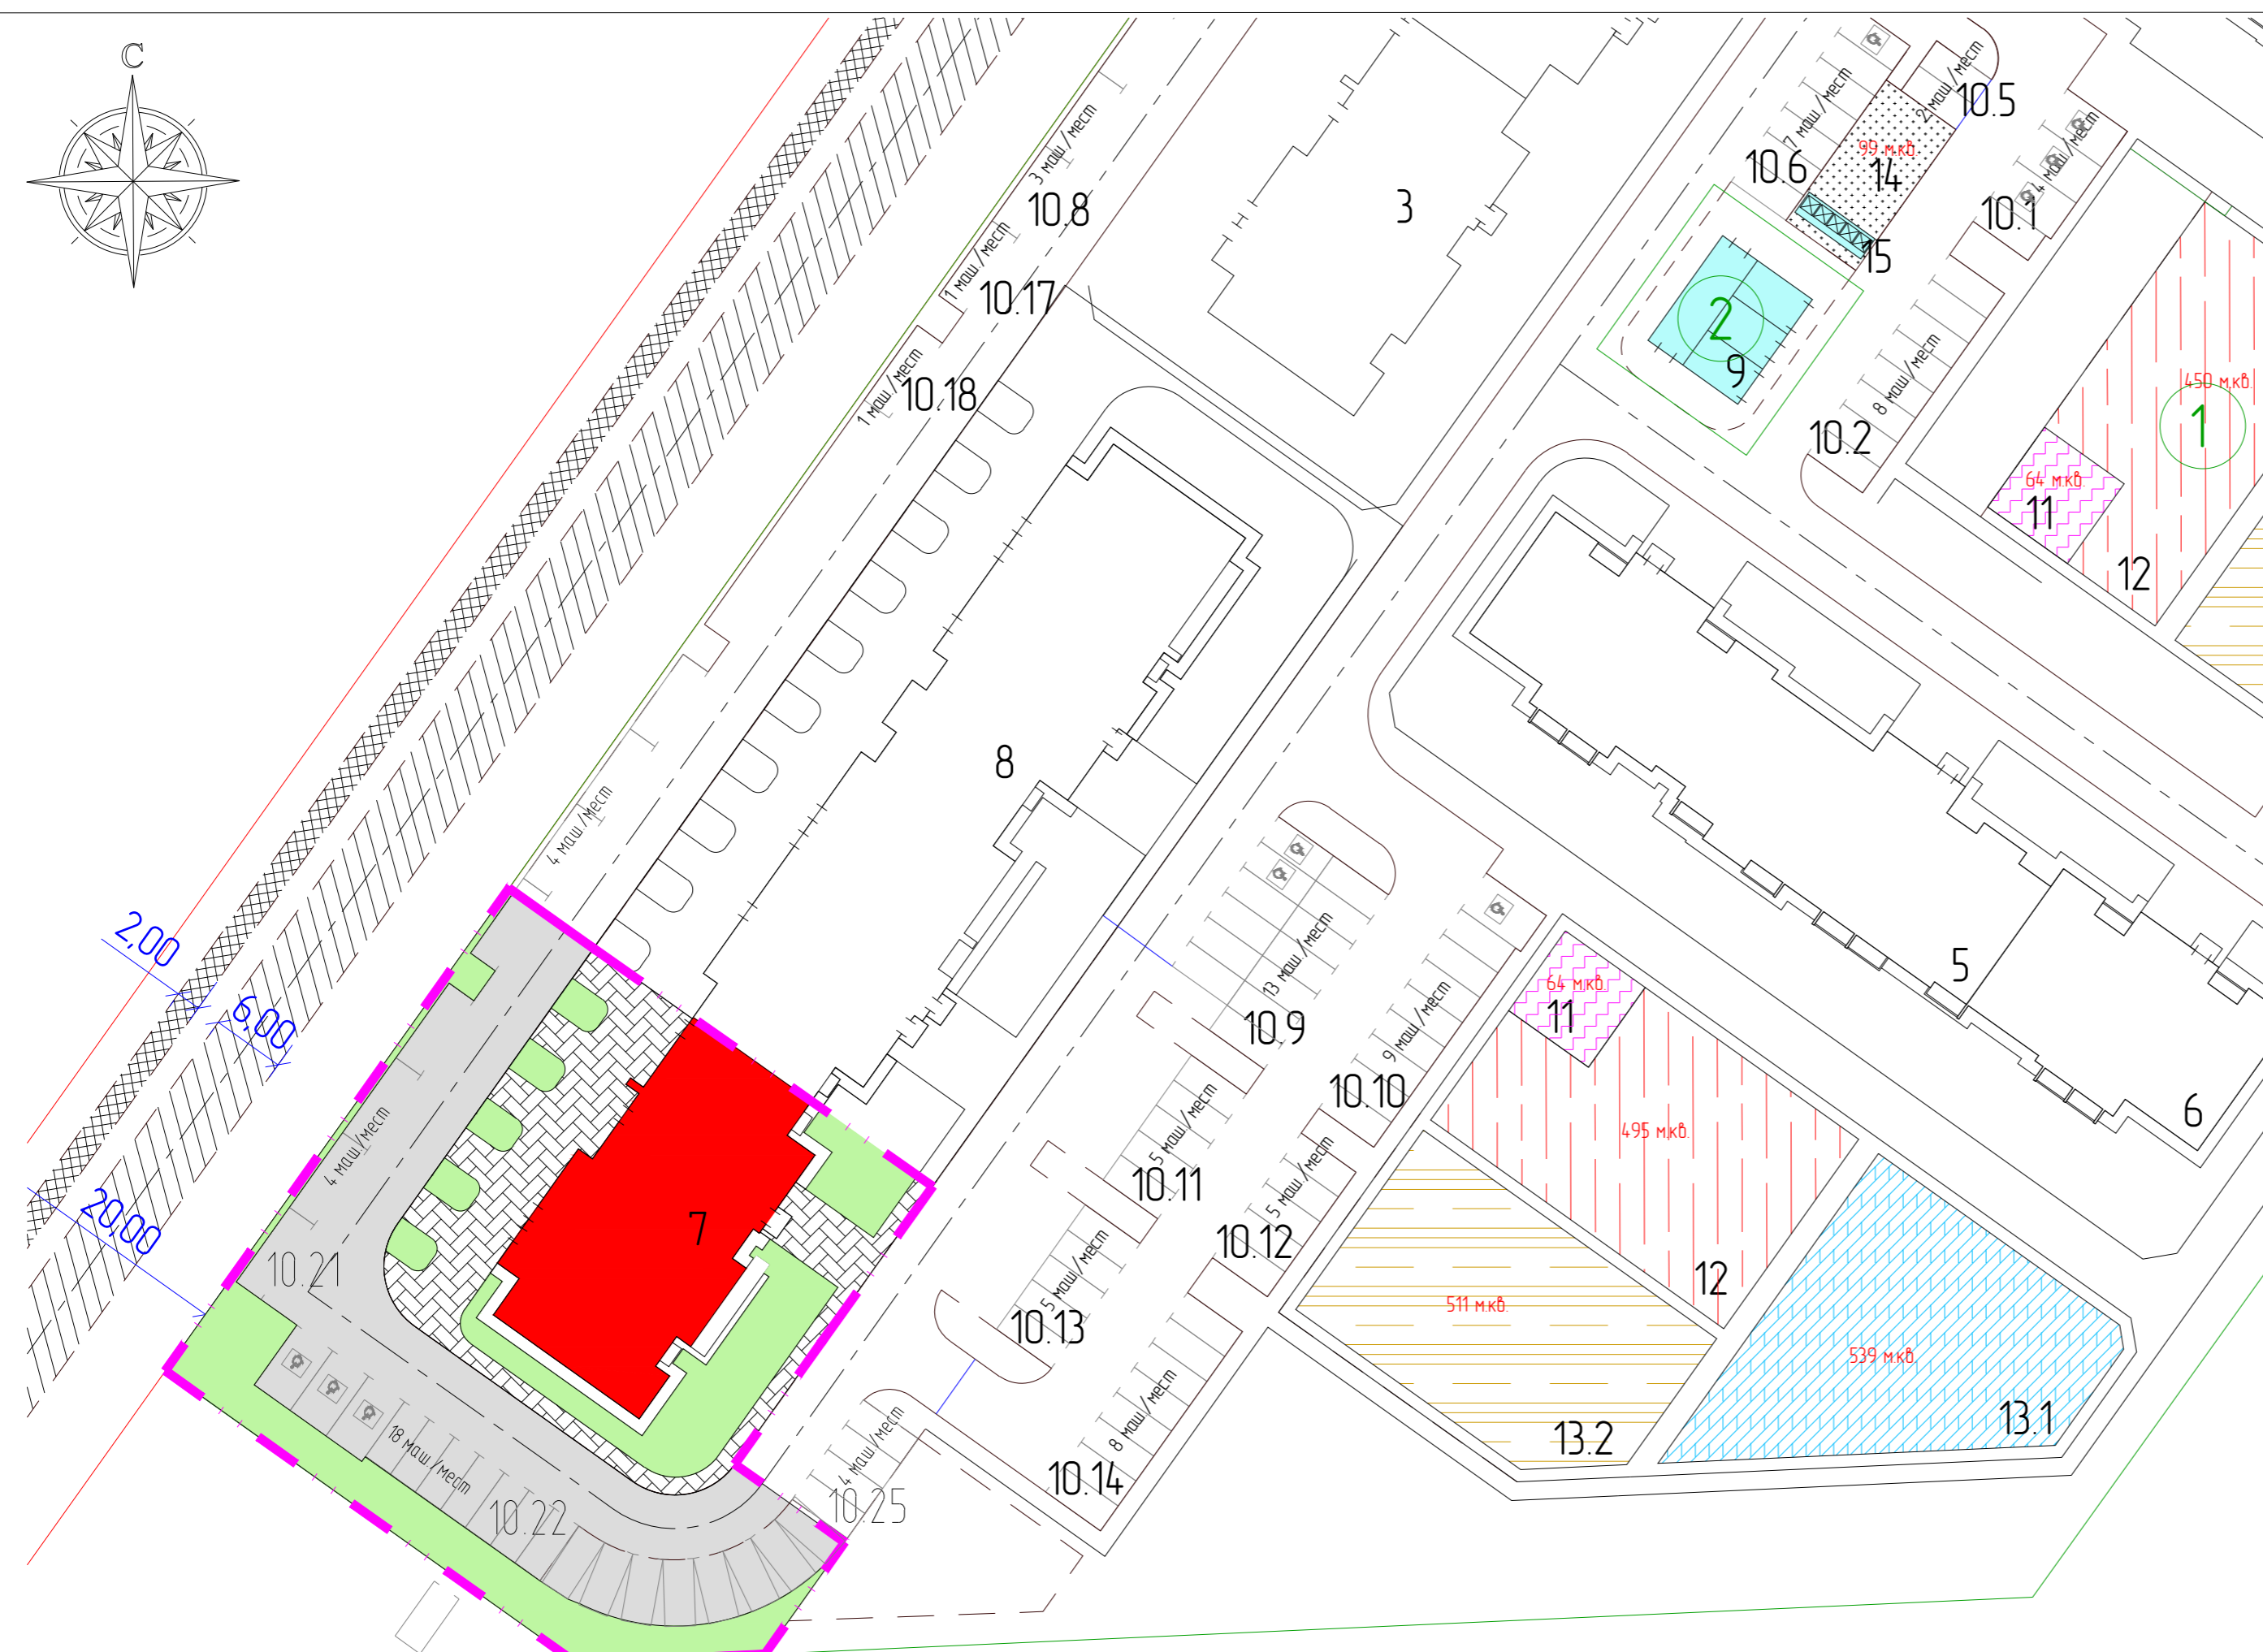 С
2 маш./мест
10.5
7 маш./мест
99 м.кв.
3 маш./мест
4 маш./мест
10.6
14
10.8
3
10.1
1 маш./мест
15
10.17
2
9
1 маш./мест
10.18
8 маш./мест
450 м.кв.
1
10.2
64 м.кв.
11
12
8
4 маш./мест
2,00
13 маш./мест
5
64 м.кв.
11
6,00
10.9
9 маш./мест
10.10
6
4 маш./мест
5 маш./мест
495 м.кв.
10.11
5 маш./мест
20,00
7
10.12
10.21
5 маш./мест
12
511 м.кв.
10.13
539 м.кв.
8 маш./мест
13.1
18 маш./мест
4 маш./мест
13.2
10.14
10.22
10.25